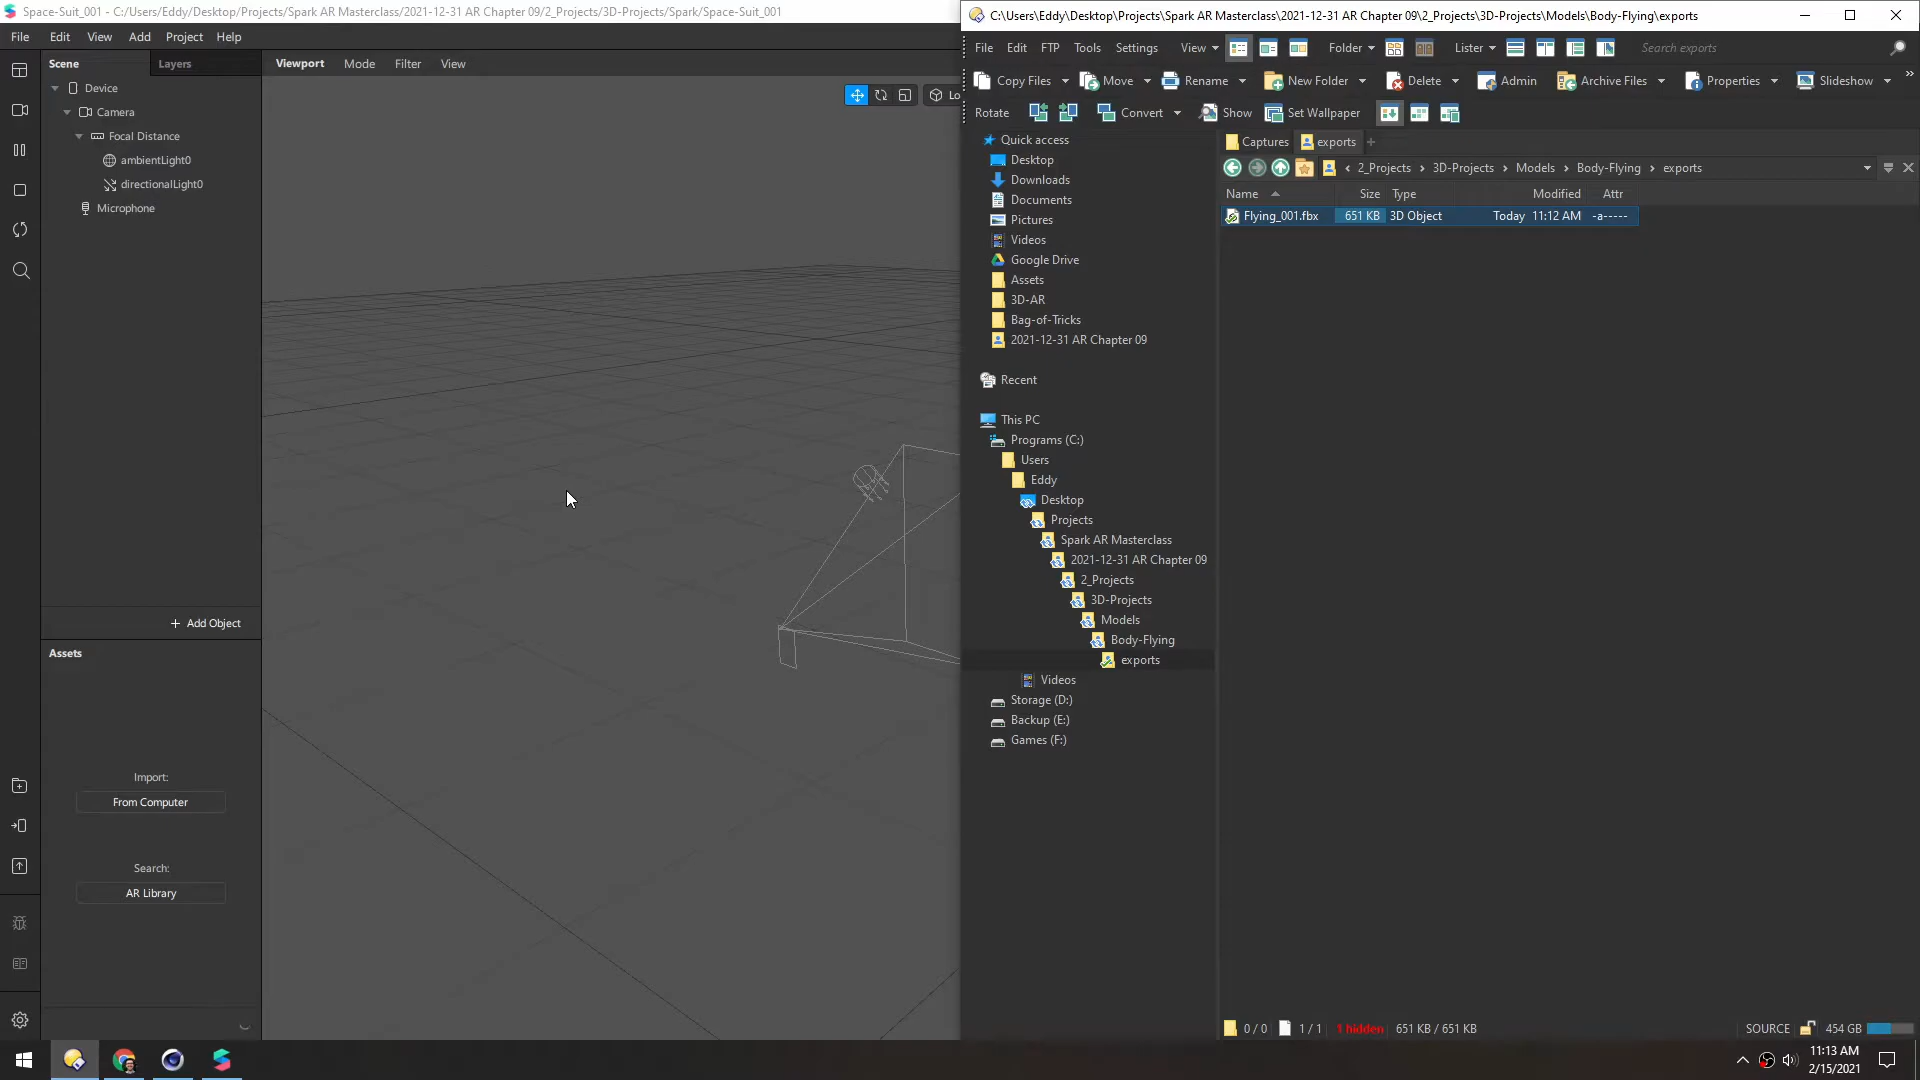 Space-Suit_001 - C:/Users/Eddy/Desktop/Projects/Spark AR Masterclass/2021-12-31 AR Chapter 09/2_Projects/3D-Projects/Spark/Space-Suit_001
File Edit View Add Project Help
Scene Layers
Device
Camera
Focal Distance
ambientLight0
directionalLight0
Microphone
+ Add Object
Assets
Import:
From Computer
Search:
AR Library
Viewport Mode Filter View
Lo
C:\Users\Eddy\Desktop\Projects\Spark AR Masterclass\2021-12-31 AR Chapter 09\2_Projects\3D-Projects\Models\Body-Flying\exports
File Edit FTP Tools Settings View Folder Lister Search exports
Copy Files Move Rename New Folder Delete Admin Archive Files Properties Slideshow »
Rotate Convert Show Set Wallpaper
Quick access
Desktop
Downloads
Documents
Pictures
Videos
Google Drive
Assets
3D-AR
Bag-of-Tricks
2021-12-31 AR Chapter 09
Recent
This PC
Programs (C:)
Users
Eddy
Desktop
Projects
Spark AR Masterclass
2021-12-31 AR Chapter 09
2_Projects
3D-Projects
Models
Body-Flying
exports
Videos
Storage (D:)
Backup (E:)
Games (F:)
Captures exports +
‹ 2_Projects › 3D-Projects › Models › Body-Flying › exports
Name Size Type Modified Attr
Flying_001.fbx 651 KB 3D Object Today 11:12 AM -a-----
0 / 0 1 / 1 1 hidden 651 KB / 651 KB SOURCE 454 GB
11:13 AM
2/15/2021